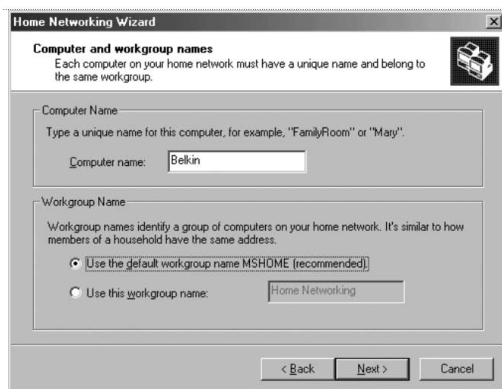 Home Networking Wizard
Computer and workgroup names
Each computer on your home network must have a unique name and belong to
the same workgroup.
Computer Name
Type a unique name for this computer, for example, "FamilyRoom" or "Mary".
Computer name:
Belkin
Workgroup Name
Workgroup names identify a group of computers on your home network. It's similar to how
members of a household have the same address.
Use the default workgroup name MSHOME (recommended).
Use this workgroup name:
Home Networking
< Back
Next >
Cancel